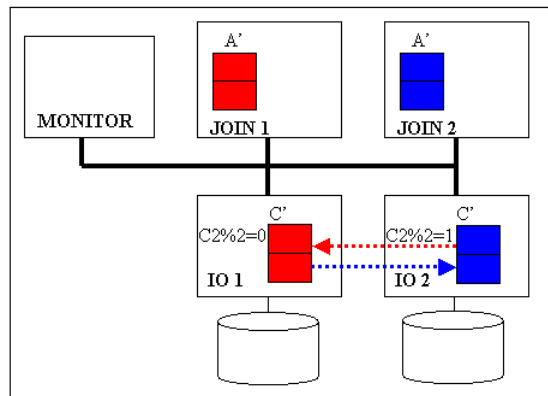 A’
A’
MONITOR
JOIN 1
JOIN 2
C’
C’
C2%2=0
C2%2=1
IO 1
IO 2